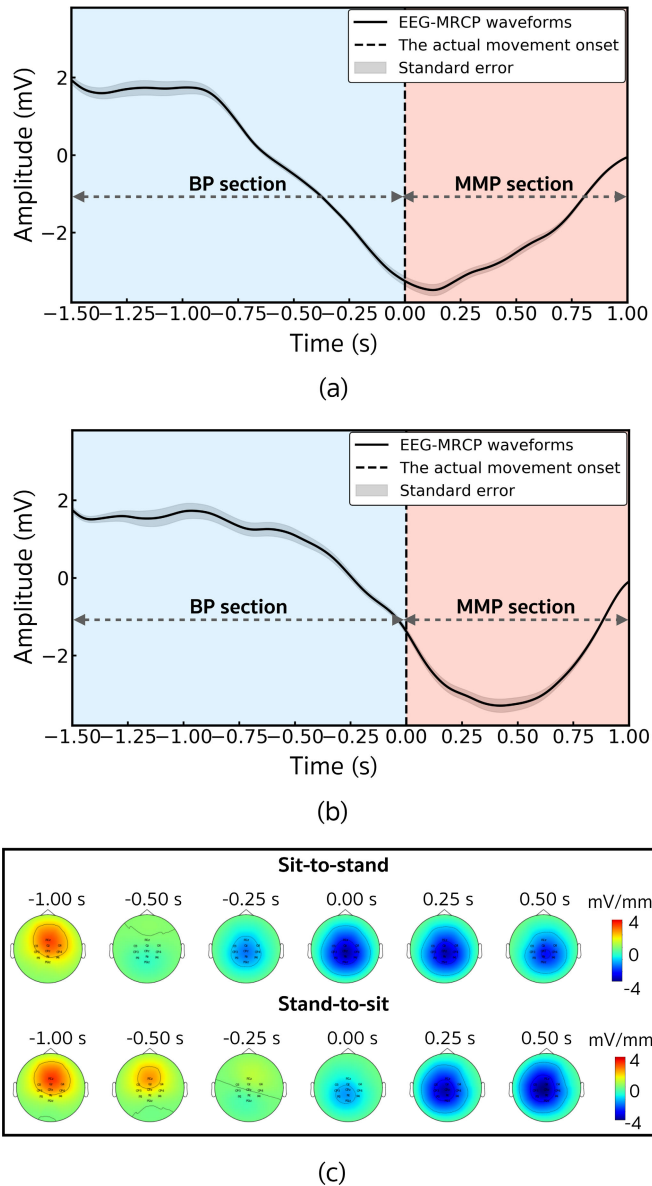 EEG-MRCP waveforms
The actual movement onset
Standard error
Amplitude (mV)
2
0
−2
BP section
MMP section
−1.50 −1.25 −1.00 −0.75 −0.50 −0.25 0.00 0.25 0.50 0.75 1.00
Time (s)
(a)
EEG-MRCP waveforms
The actual movement onset
Standard error
Amplitude (mV)
2
0
−2
BP section
MMP section
−1.50 −1.25 −1.00 −0.75 −0.50 −0.25 0.00 0.25 0.50 0.75 1.00
Time (s)
(b)
Sit-to-stand
-1.00 s -0.50 s -0.25 s 0.00 s 0.25 s 0.50 s mV/mm
4
2
0
-4
Stand-to-sit
-1.00 s -0.50 s -0.25 s 0.00 s 0.25 s 0.50 s mV/mm
4
2
0
-4
(c)